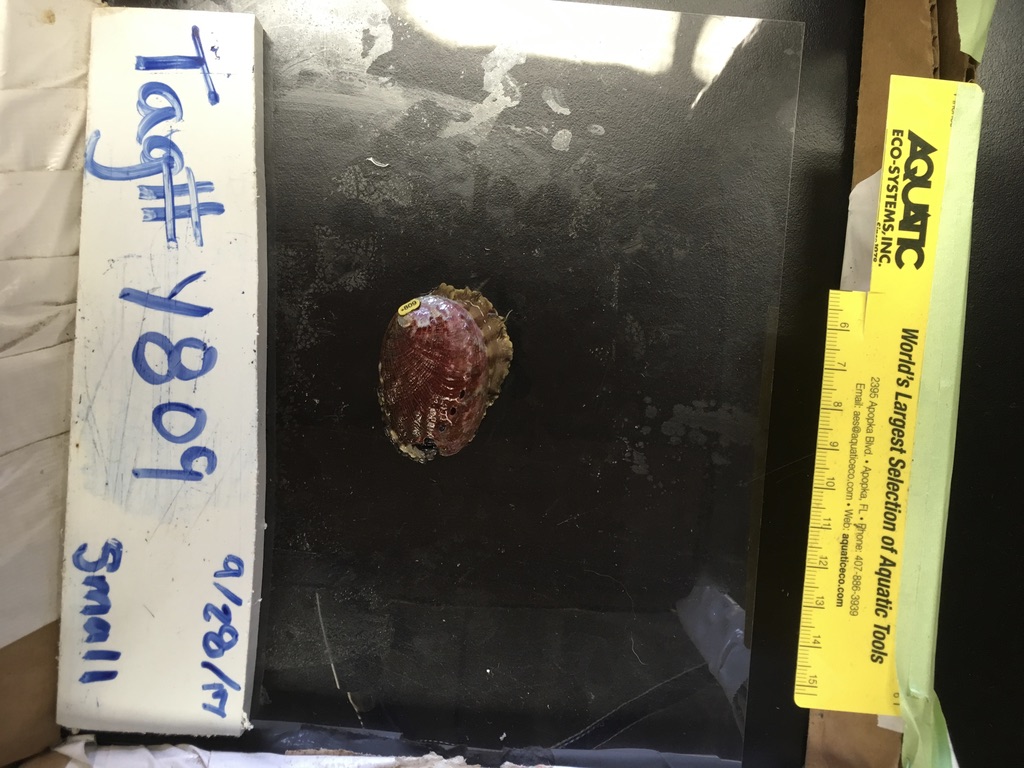 Tag# Y809
9/28/17
Small
AQUATIC
ECO-SYSTEMS, INC.
World's Largest Selection of Aquatic Tools
2395 Apopka Blvd. • Apopka, FL • Phone: 407-886-3939
Email: aes@aquaticeco.com • Web: aquaticeco.com
6 7 8 9 10 11 12 13 14 15